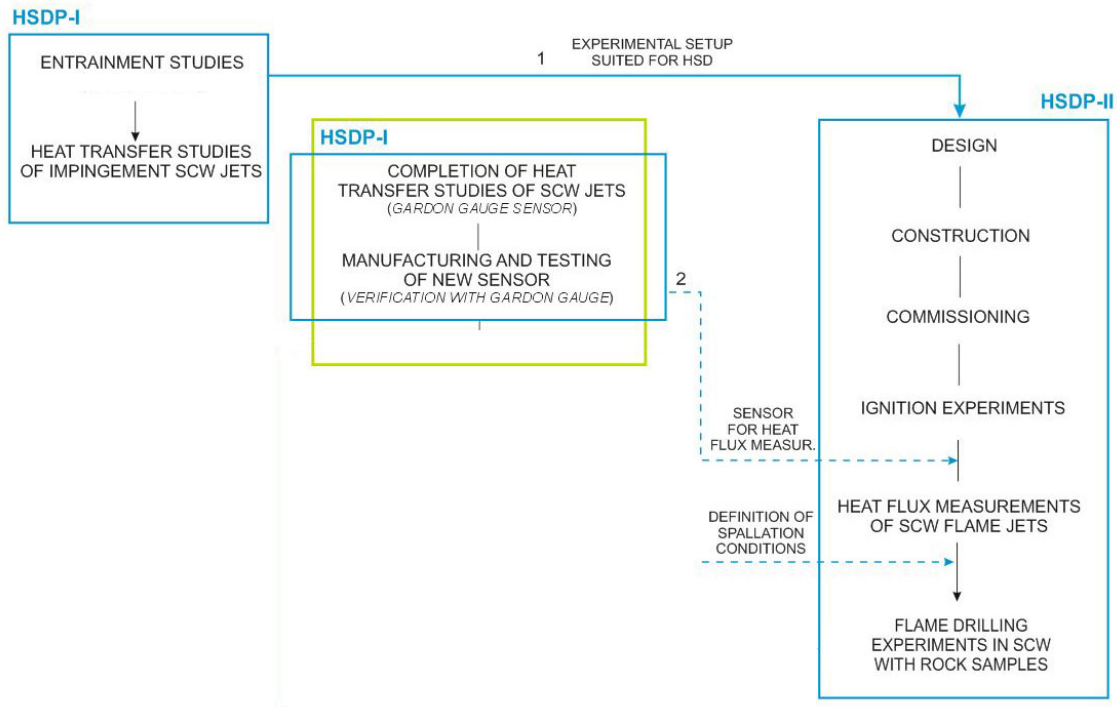 HSDP-I
ENTRAINMENT STUDIES
HEAT TRANSFER STUDIES
OF IMPINGEMENT SCW JETS
1
EXPERIMENTAL SETUP
SUITED FOR HSD
HSDP-I
COMPLETION OF HEAT
TRANSFER STUDIES OF SCW JETS
(GARDON GAUGE SENSOR)
MANUFACTURING AND TESTING
OF NEW SENSOR
(VERIFICATION WITH GARDON GAUGE)
2
SENSOR
FOR HEAT
FLUX MEASUR.
DEFINITION OF
SPALLATION
CONDITIONS
HSDP-II
DESIGN
CONSTRUCTION
COMMISSIONING
IGNITION EXPERIMENTS
HEAT FLUX MEASUREMENTS
OF SCW FLAME JETS
FLAME DRILLING
EXPERIMENTS IN SCW
WITH ROCK SAMPLES